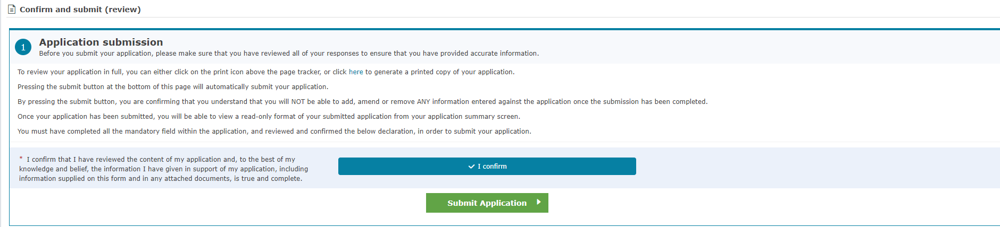 Confirm and submit (review)
1
Application submission
Before you submit your application, please make sure that you have reviewed all of your responses to ensure that you have provided accurate information.
To review your application in full, you can either click on the print icon above the page tracker, or click here to generate a printed copy of your application.
Pressing the submit button at the bottom of this page will automatically submit your application.
By pressing the submit button, you are confirming that you understand that you will NOT be able to add, amend or remove ANY information entered against the application once the submission has been completed.
Once your application has been submitted, you will be able to view a read-only format of your submitted application from your application summary screen.
You must have completed all the mandatory field within the application, and reviewed and confirmed the below declaration, in order to submit your application.
* I confirm that I have reviewed the content of my application and, to the best of my
knowledge and belief, the information I have given in support of my application, including
information supplied on this form and in any attached documents, is true and complete.
I confirm
Submit Application